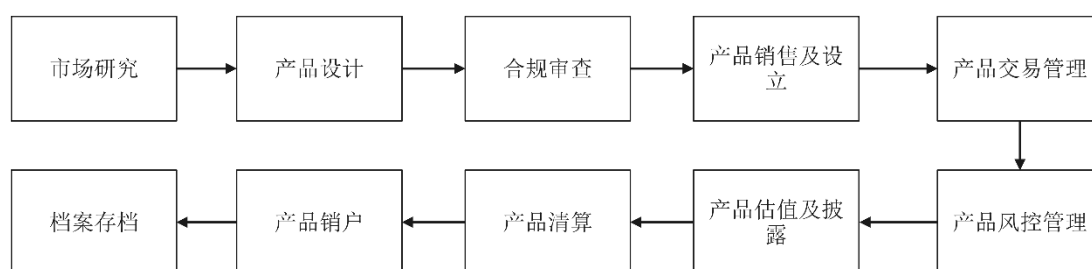 市场研究
产品设计
合规审查
产品销售及设
立
产品交易管理
档案存档
产品销户
产品清算
产品估值及披
露
产品风控管理